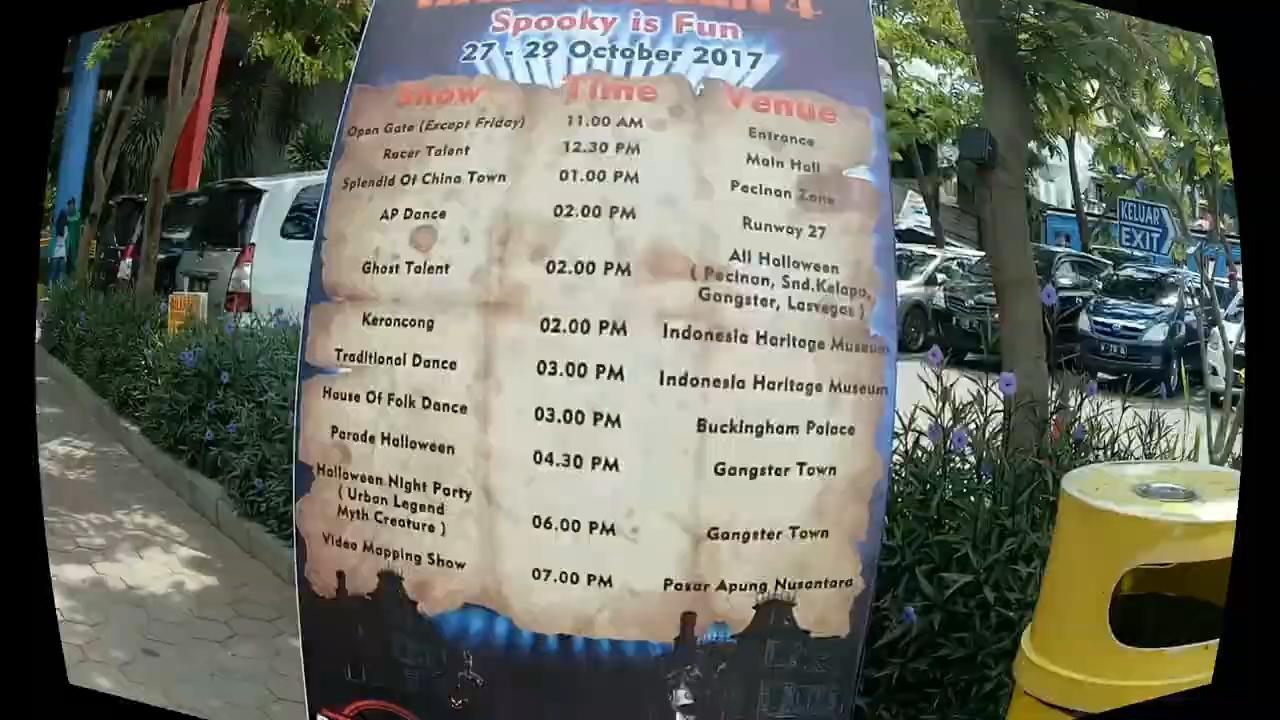 Spooky is Fun
27 - 29 October 2017
Show Time Venue
Open Gate (Except Friday) 11.00 AM Entrance
Racer Talent 12.30 PM Main Hall
Splendid Of China Town 01.00 PM Pecinan Zone
AP Dance 02.00 PM Runway 27
Ghost Talent 02.00 PM All Halloween
( Pecinan, Snd.Kelapa,
Gangster, Lasvegas )
Keroncong 02.00 PM Indonesia Haritage Museum
Traditional Dance 03.00 PM Indonesia Haritage Museum
House Of Folk Dance 03.00 PM Buckingham Palace
Parade Halloween 04.30 PM Gangster Town
Halloween Night Party
( Urban Legend
Myth Creature ) 06.00 PM Gangster Town
Video Mapping Show 07.00 PM Pasar Apung Nusantara
KELUAR
EXIT